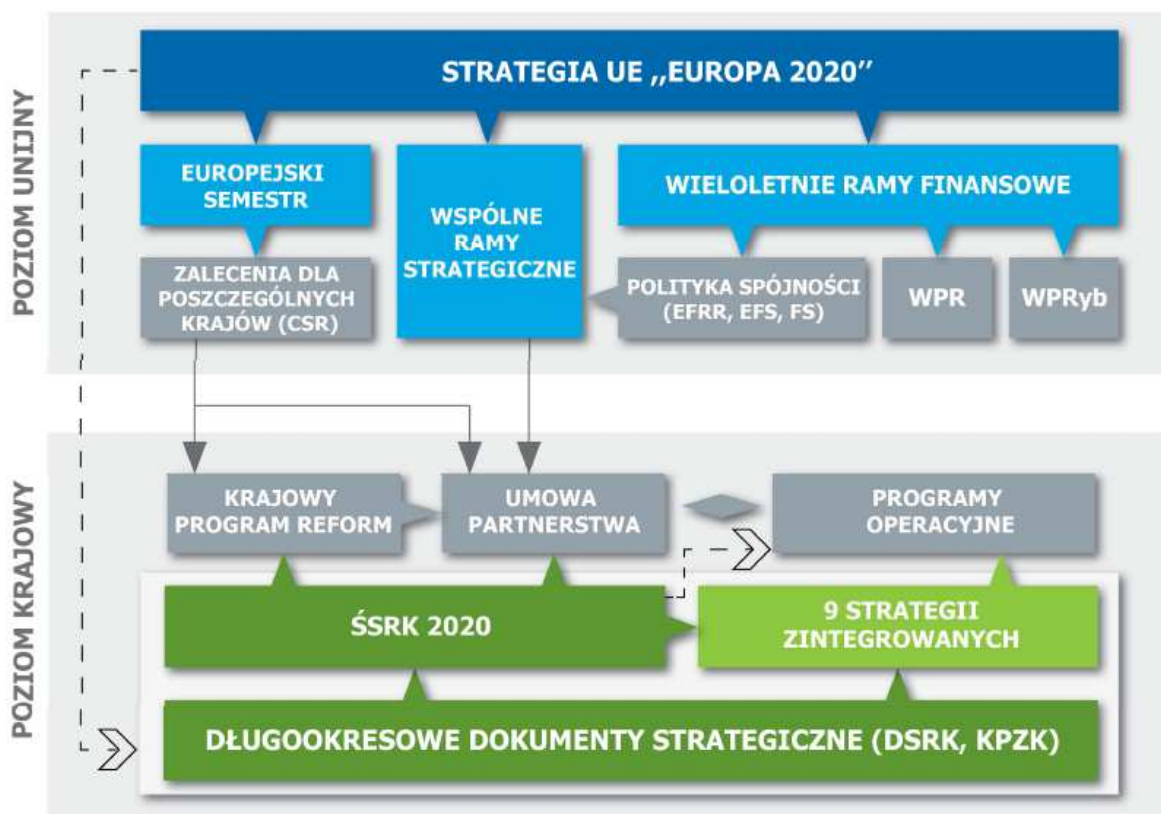 POZIOM UNIJNY
STRATEGIA UE „EUROPA 2020”
EUROPEJSKI
SEMESTR
ZALECENIA DLA
POSZCZEGÓLNYCH
KRAJÓW (CSR)
WSPÓLNE
RAMY
STRATEGICZNE
WIELOLETNIE RAMY FINANSOWE
POLITYKA SPÓJNOŚCI
(EFRR, EFS, FS)
WPR
WPRyb
POZIOM KRAJOWY
KRAJOWY
PROGRAM REFORM
UMOWA
PARTNERSTWA
PROGRAMY
OPERACYJNE
ŚSRK 2020
9 STRATEGII
ZINTEGROWANYCH
DŁUGOOKRESOWE DOKUMENTY STRATEGICZNE (DSRK, KPZK)